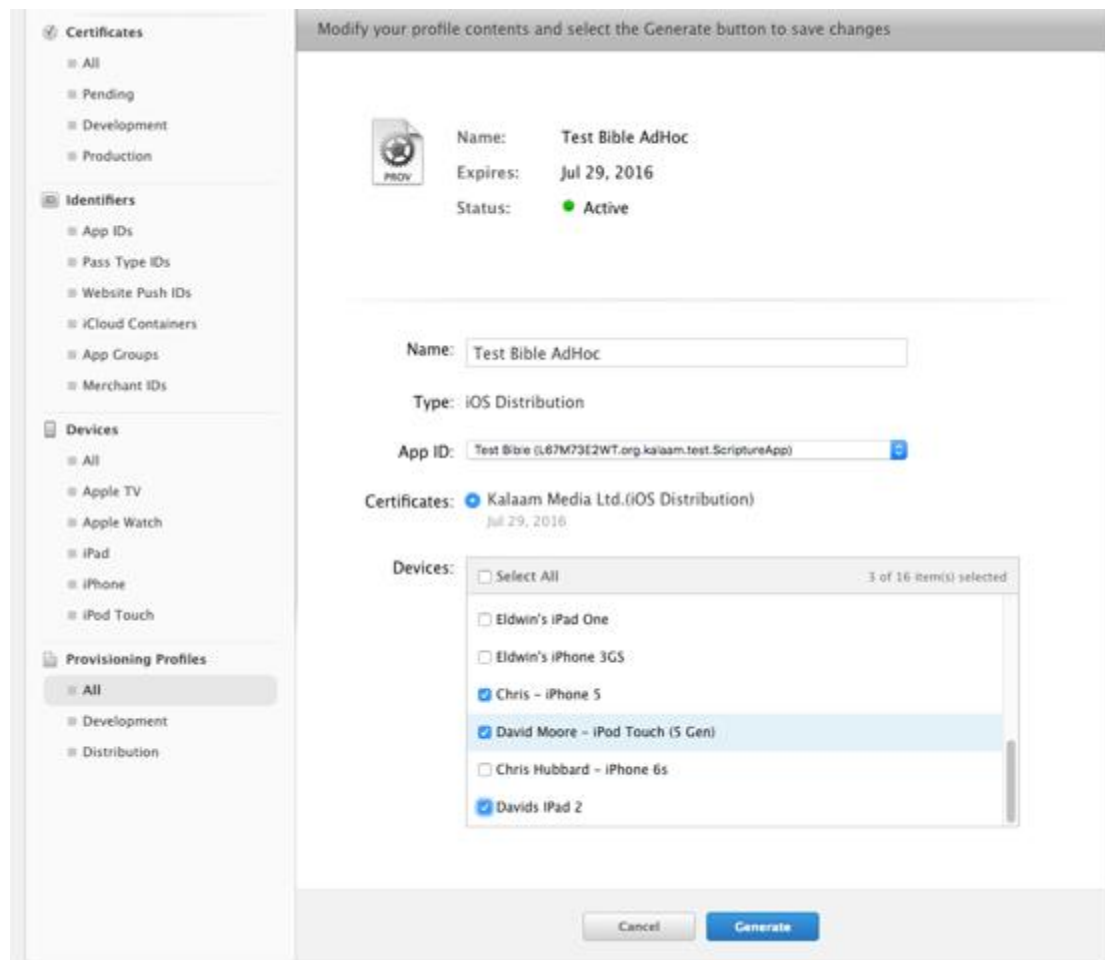 Certificates
All
Pending
Development
Production
Identifiers
App IDs
Pass Type IDs
Website Push IDs
iCloud Containers
App Groups
Merchant IDs
Devices
All
Apple TV
Apple Watch
iPad
iPhone
iPod Touch
Provisioning Profiles
All
Development
Distribution
Modify your profile contents and select the Generate button to save changes
PROV
Name: Test Bible AdHoc
Expires: Jul 29, 2016
Status: Active
Name: Test Bible AdHoc
Type: iOS Distribution
App ID: Test Bible (L67M73E2WT.org.kalaam.test.ScriptureApp)
Certificates: Kalaam Media Ltd.(iOS Distribution)
Jul 29, 2016
Devices: Select All 3 of 16 item(s) selected
Eldwin's iPad One
Eldwin's iPhone 3GS
Chris – iPhone 5
David Moore – iPod Touch (5 Gen)
Chris Hubbard – iPhone 6s
Davids IPad 2
Cancel Generate